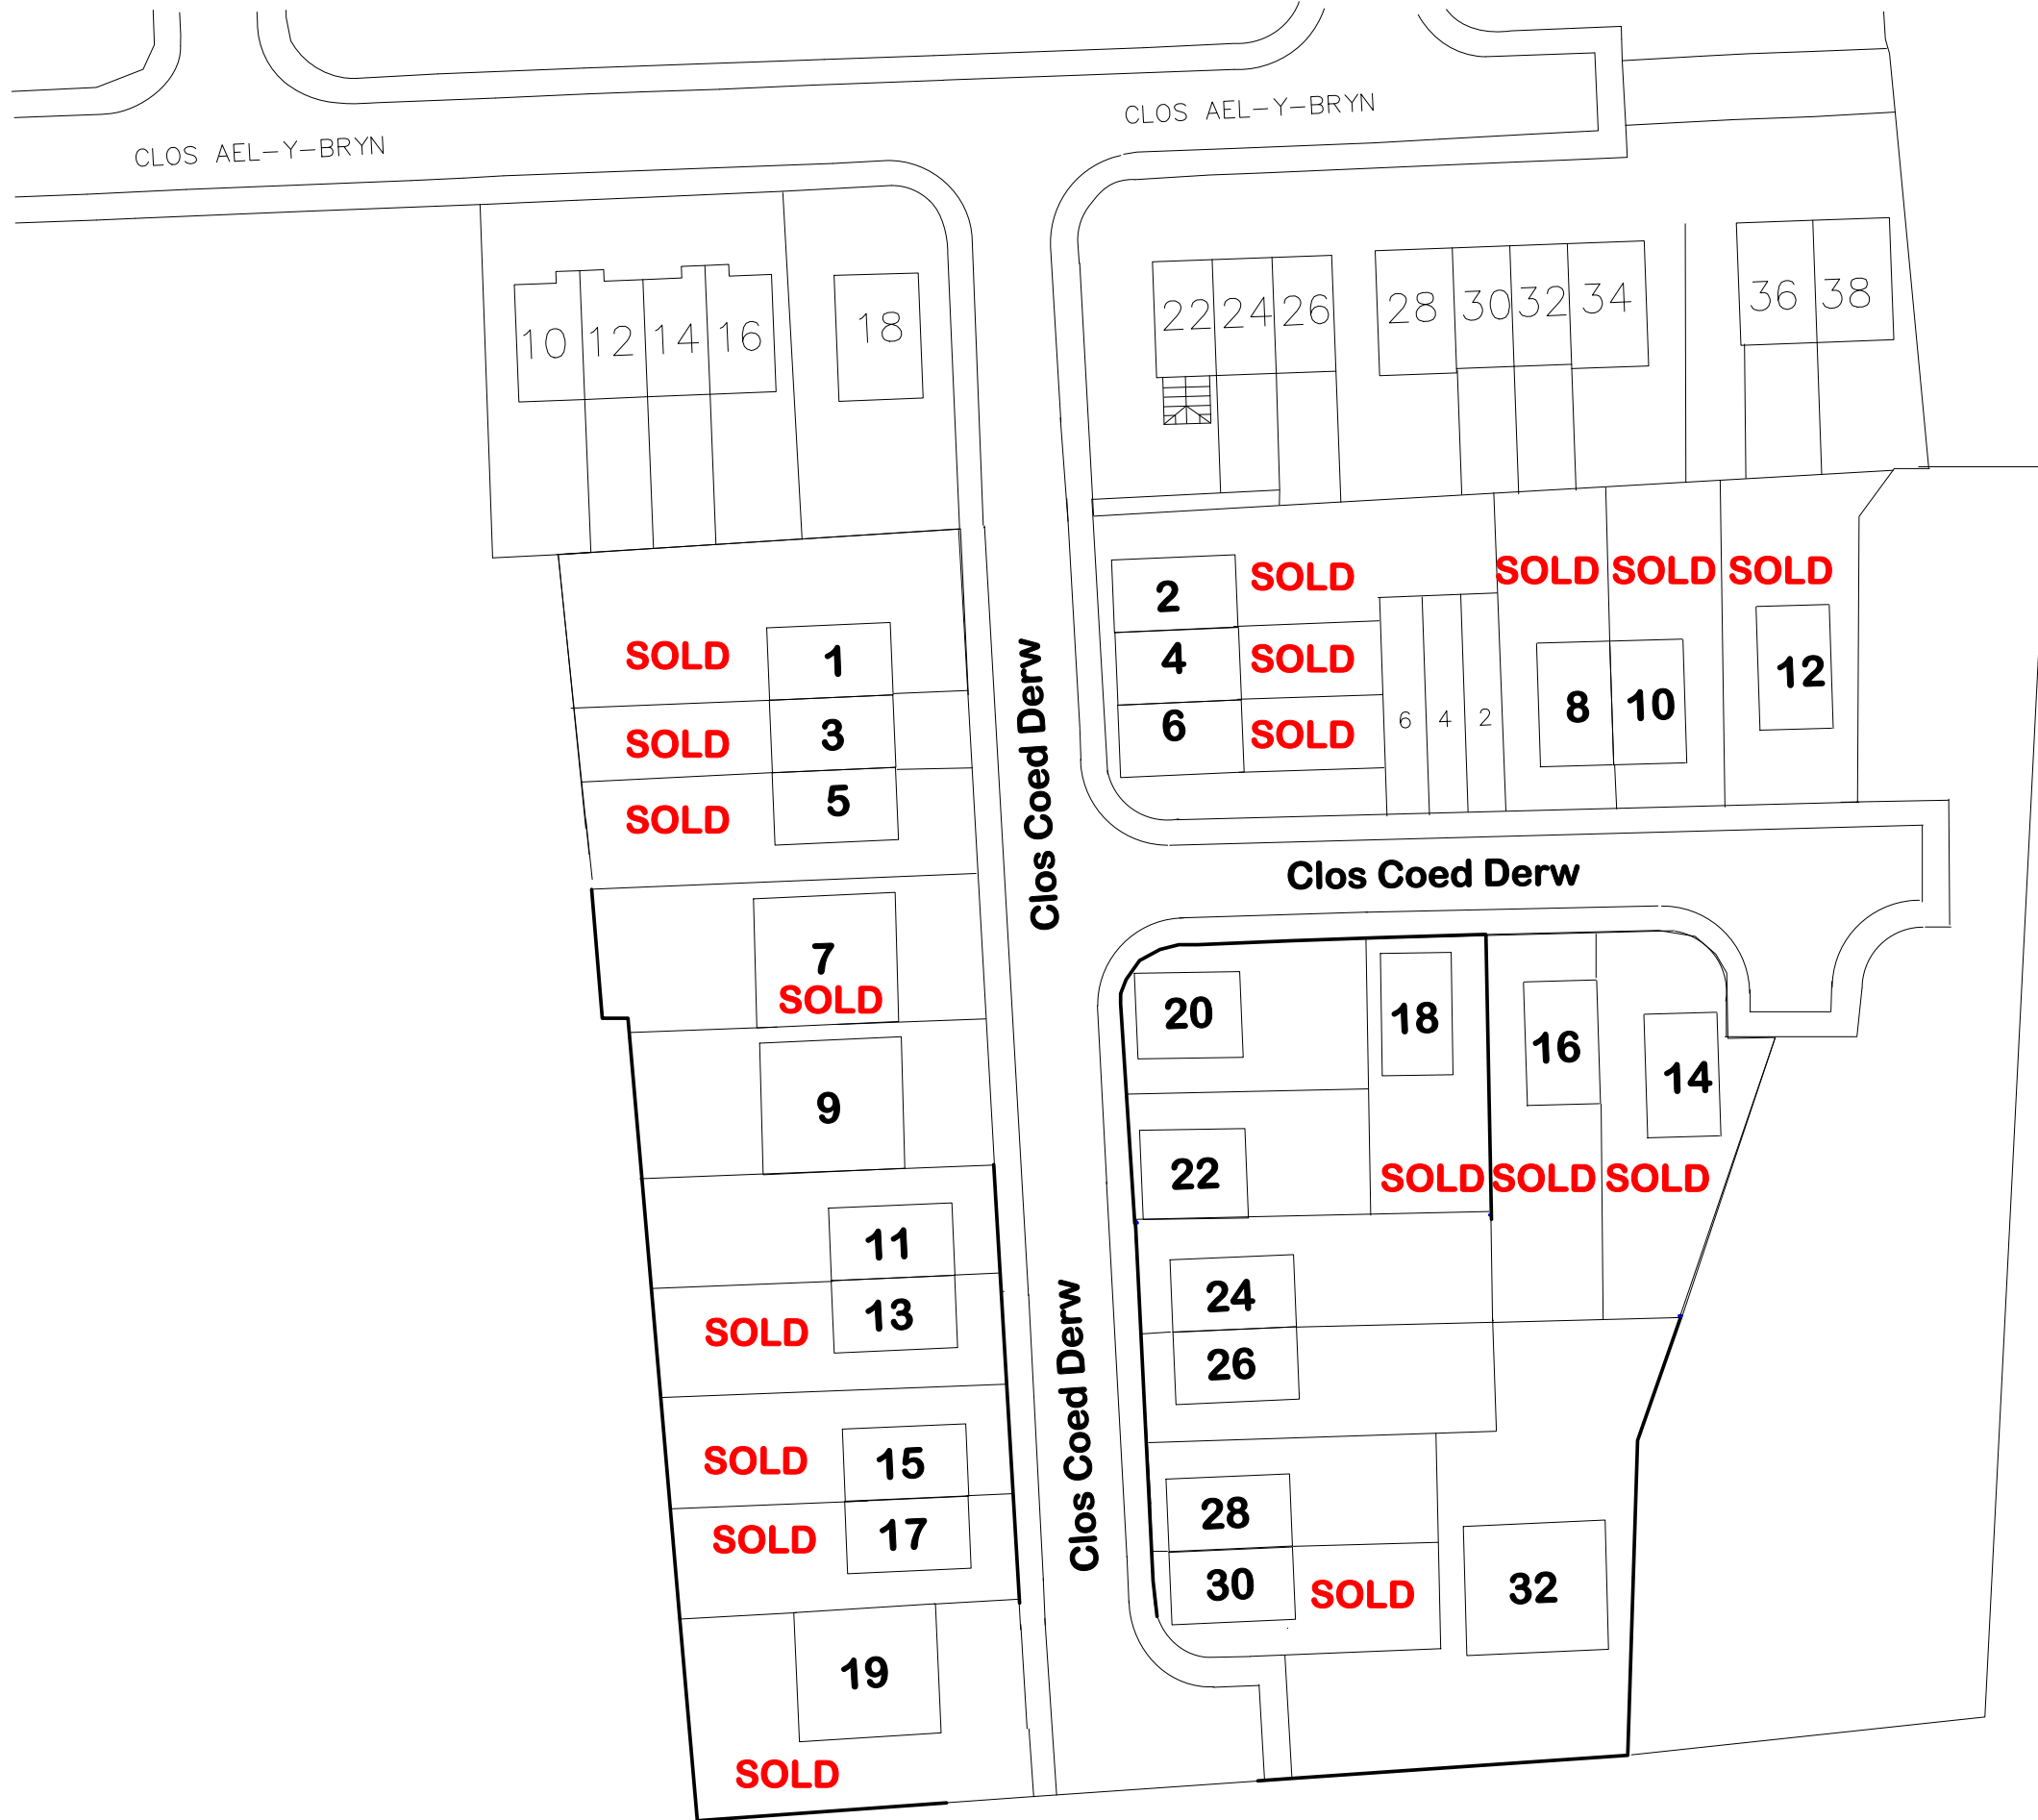 CLOS AEL-Y-BRYN
CLOS AEL-Y-BRYN
10 12 14 16 18
22 24 26 28 30 32 34 36 38
SOLD 1
SOLD 3
SOLD 5
7
SOLD
9
11
SOLD 13
SOLD 15
SOLD 17
19
SOLD
Clos Coed Derw
Clos Coed Derw
2 SOLD
4 SOLD
6 SOLD
6 4 2
SOLD SOLD SOLD
8 10 12
Clos Coed Derw
20 18 16 14
22 SOLD SOLD SOLD
24
26
28
30 SOLD 32